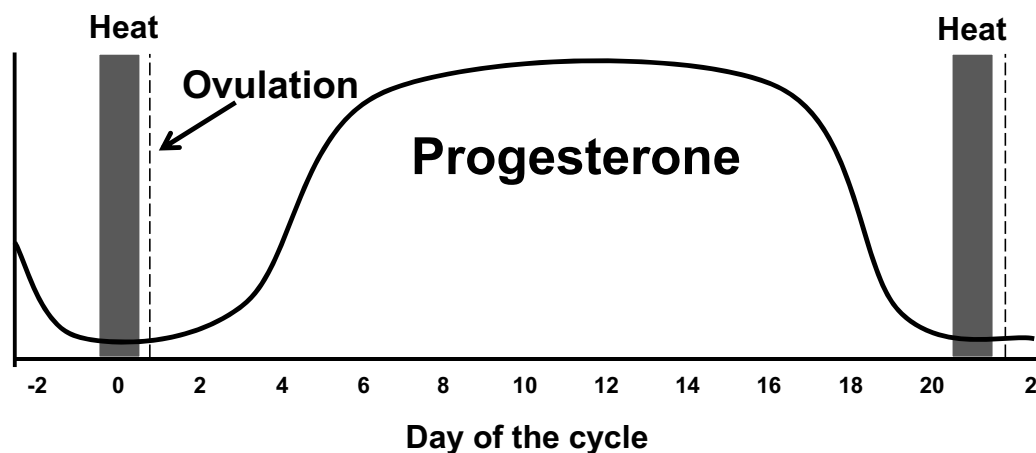 Heat
Heat
Ovulation
Progesterone
-2 0 2 4 6 8 10 12 14 16 18 20 2
Day of the cycle